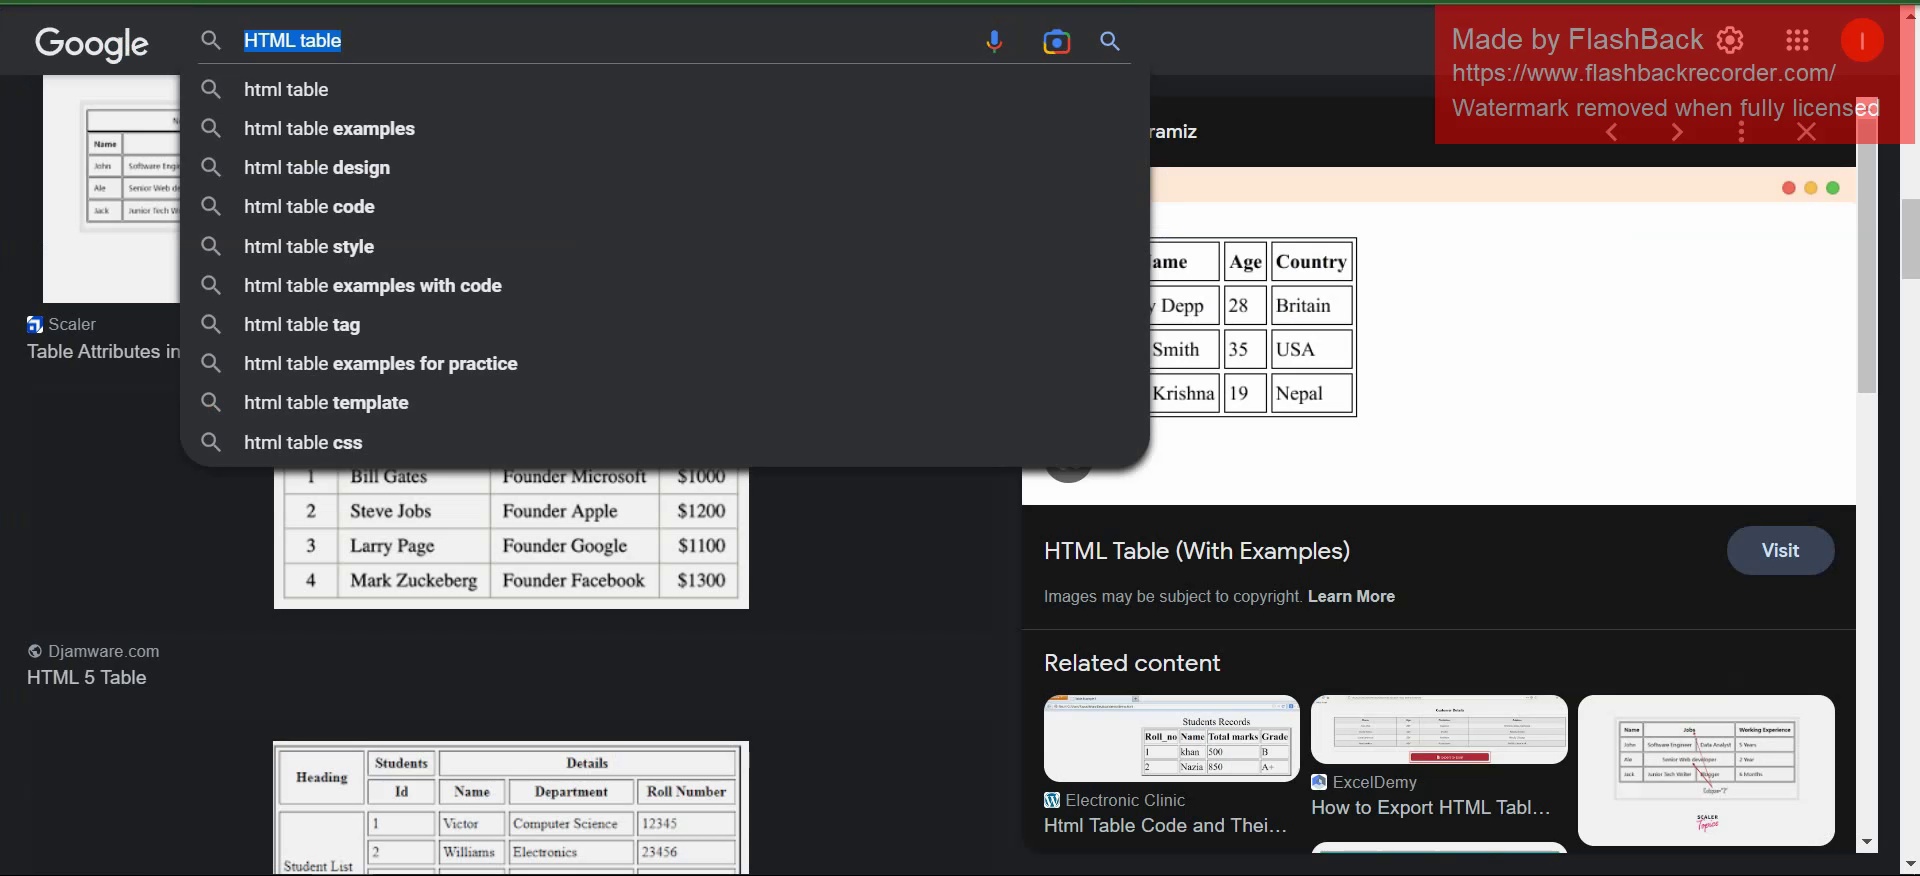 Google
HTML table
Made by FlashBack
https://www.flashbackrecorder.com/
Watermark removed when fully licensed
html table
html table examples
html table design
html table code
html table style
html table examples with code
html table tag
html table examples for practice
html table template
html table css
Name
John Software Engi
Ale Senior Web de
Jack Junior Tech W
Scaler
Table Attributes in
1 Bill Gates Founder Microsoft $1000
2 Steve Jobs Founder Apple $1200
3 Larry Page Founder Google $1100
4 Mark Zuckeberg Founder Facebook $1300
Djamware.com
HTML 5 Table
Heading Students Details
Id Name Department Roll Number
1 Victor Computer Science 12345
2 Williams Electronics 23456
Student List
ramiz
ame Age Country
Depp 28 Britain
Smith 35 USA
Krishna 19 Nepal
HTML Table (With Examples)
Visit
Images may be subject to copyright. Learn More
Related content
Students Records
Roll_no Name Total marks Grade
1 khan 500 B
2 Nazia 850 A+
Electronic Clinic
Html Table Code and Thei...
ExcelDemy
How to Export HTML Tabl...
Name Jobs Working Experience
John Software Engineer Data Analyst 5 Years
Ale Senior Web developer 2 Year
Jack Junior Tech Writer Blogger 6 Months
SCALER
Topics